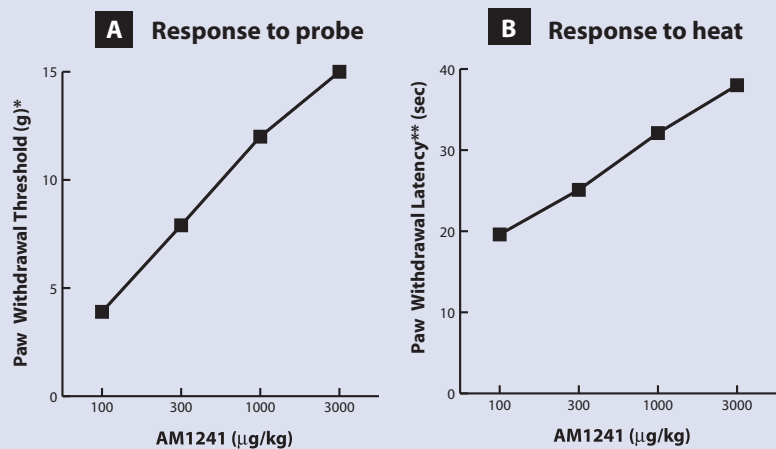 A Response to probe
Paw Withdrawal Threshold (g)*
15
10
5
0
100 300 1000 3000
AM1241 (μg/kg)
B Response to heat
Paw Withdrawal Latency** (sec)
40
30
20
10
0
100 300 1000 3000
AM1241 (μg/kg)